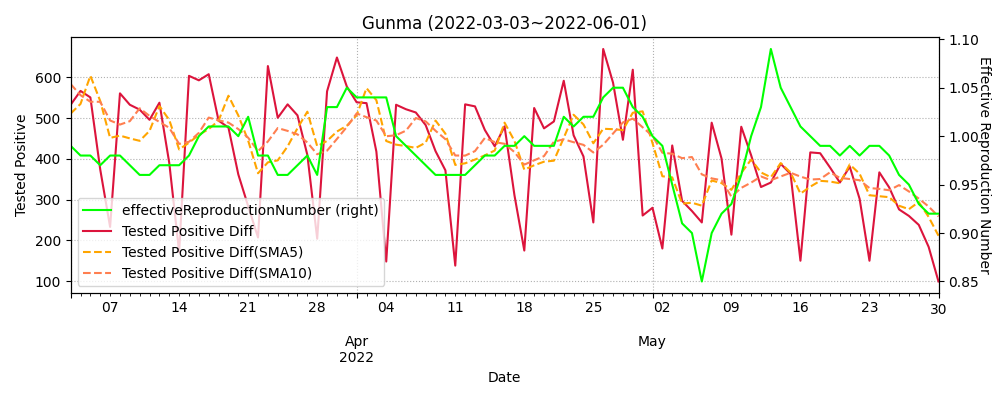 Gunma (2022-03-03~2022-06-01)
Tested Positive
600
500
400
300
200
100
1.10
1.05
1.00
0.95
0.90
0.85
Effective Reproduction Number
effectiveReproductionNumber (right)
Tested Positive Diff
Tested Positive Diff(SMA5)
Tested Positive Diff(SMA10)
07 14 21 28 04 11 18 25 02 09 16 23 30
Apr May
2022
Date